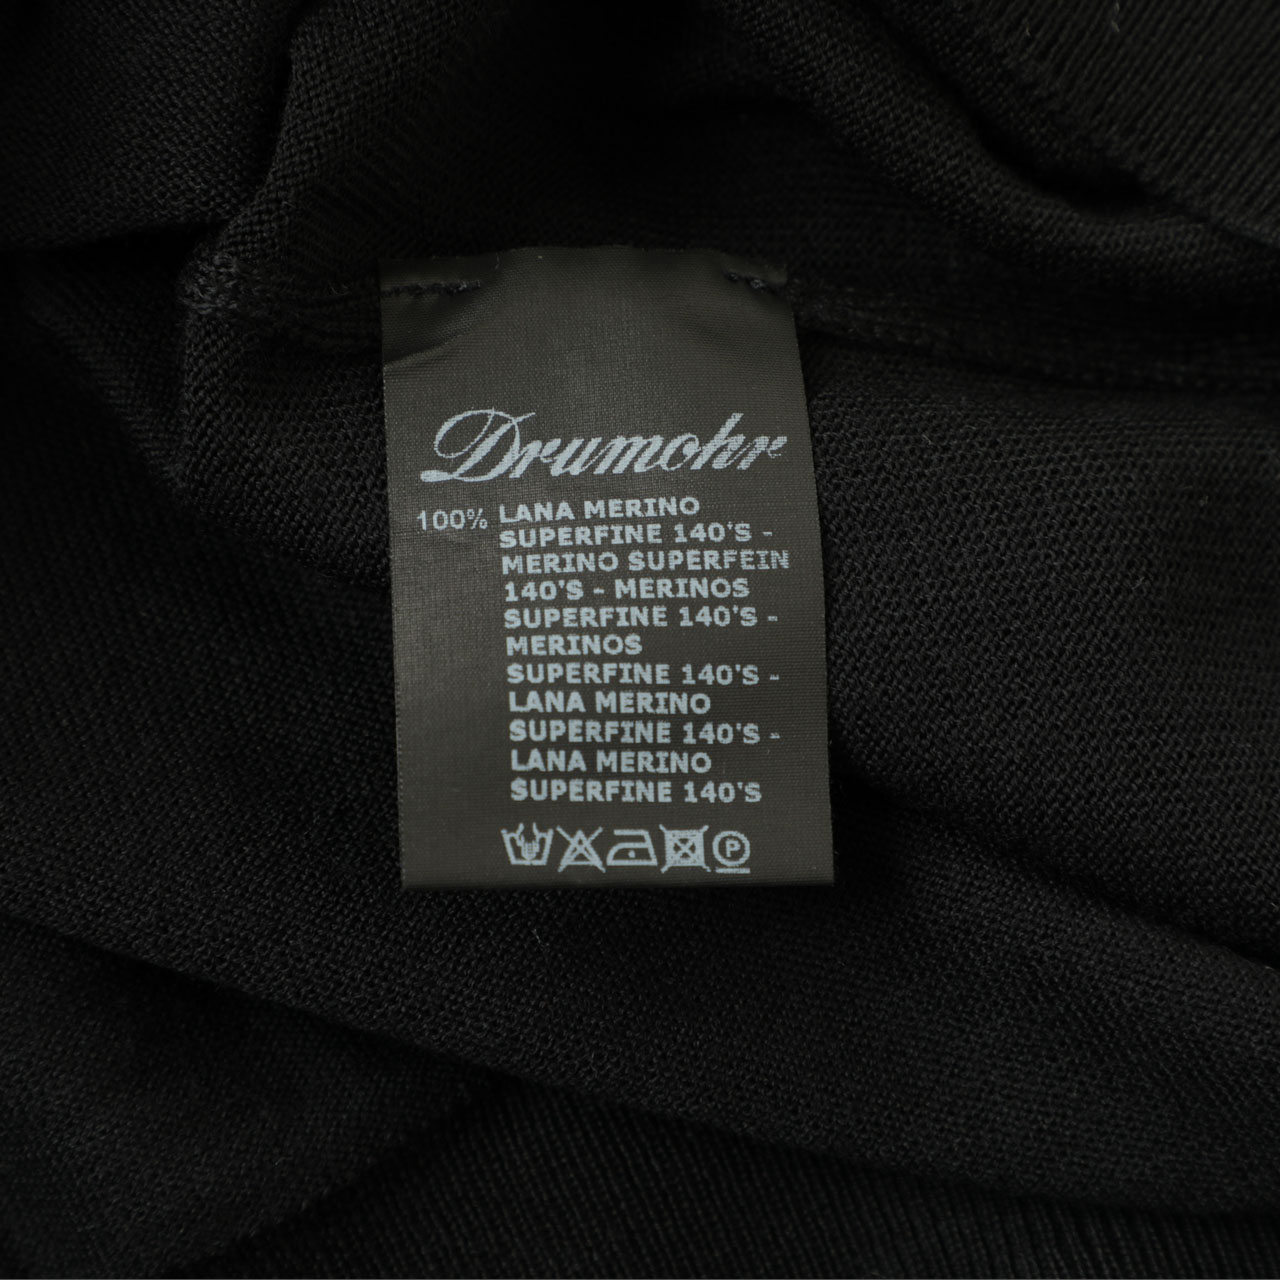 Drumohr
100% LANA MERINO
SUPERFINE 140'S -
MERINO SUPERFEIN
140'S - MERINOS
SUPERFINE 140'S -
MERINOS
SUPERFINE 140'S -
LANA MERINO
SUPERFINE 140'S -
LANA MERINO
SUPERFINE 140'S
P